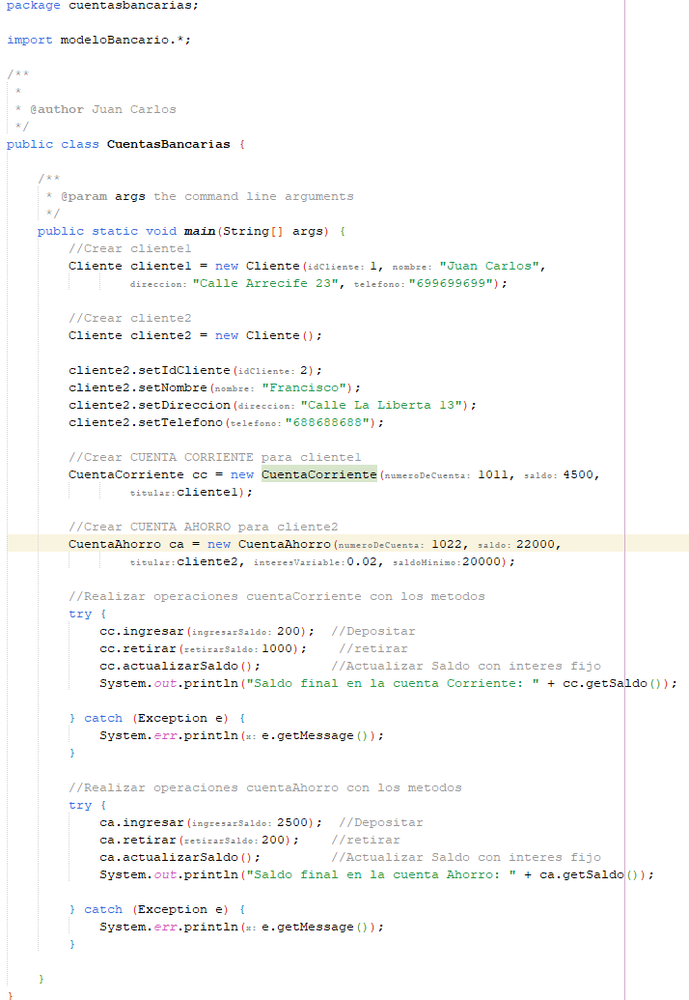 package cuentasbancarias;
import modeloBancario.*;
/**
*
* @author Juan Carlos
*/
public class CuentasBancarias {
/**
* @param args the command line arguments
*/
public static void main(String[] args) {
//Crear cliente1
Cliente cliente1 = new Cliente(idCliente: 1, nombre: "Juan Carlos",
direccion: "Calle Arrecife 23", telefono: "699699699");
//Crear cliente2
Cliente cliente2 = new Cliente();
cliente2.setIdCliente(idCliente: 2);
cliente2.setNombre(nombre: "Francisco");
cliente2.setDireccion(direccion: "Calle La Liberta 13");
cliente2.setTelefono(telefono: "688688688");
//Crear CUENTA CORRIENTE para cliente1
CuentaCorriente cc = new CuentaCorriente(numeroDeCuenta: 1011, saldo: 4500,
titular:cliente1);
//Crear CUENTA AHORRO para cliente2
CuentaAhorro ca = new CuentaAhorro(numeroDeCuenta: 1022, saldo: 22000,
titular:cliente2, interesVariable:0.02, saldoMinimo:20000);
//Realizar operaciones cuentaCorriente con los metodos
try {
cc.ingresar(ingresarSaldo: 200); //Depositar
cc.retirar(retirarSaldo: 1000); //retirar
cc.actualizarSaldo(); //Actualizar Saldo con interes fijo
System.out.println("Saldo final en la cuenta Corriente: " + cc.getSaldo());
} catch (Exception e) {
System.err.println(x: e.getMessage());
}
//Realizar operaciones cuentaAhorro con los metodos
try {
ca.ingresar(ingresarSaldo: 2500); //Depositar
ca.retirar(retirarSaldo: 200); //retirar
ca.actualizarSaldo(); //Actualizar Saldo con interes fijo
System.out.println("Saldo final en la cuenta Ahorro: " + ca.getSaldo());
} catch (Exception e) {
System.err.println(x: e.getMessage());
}
}
}